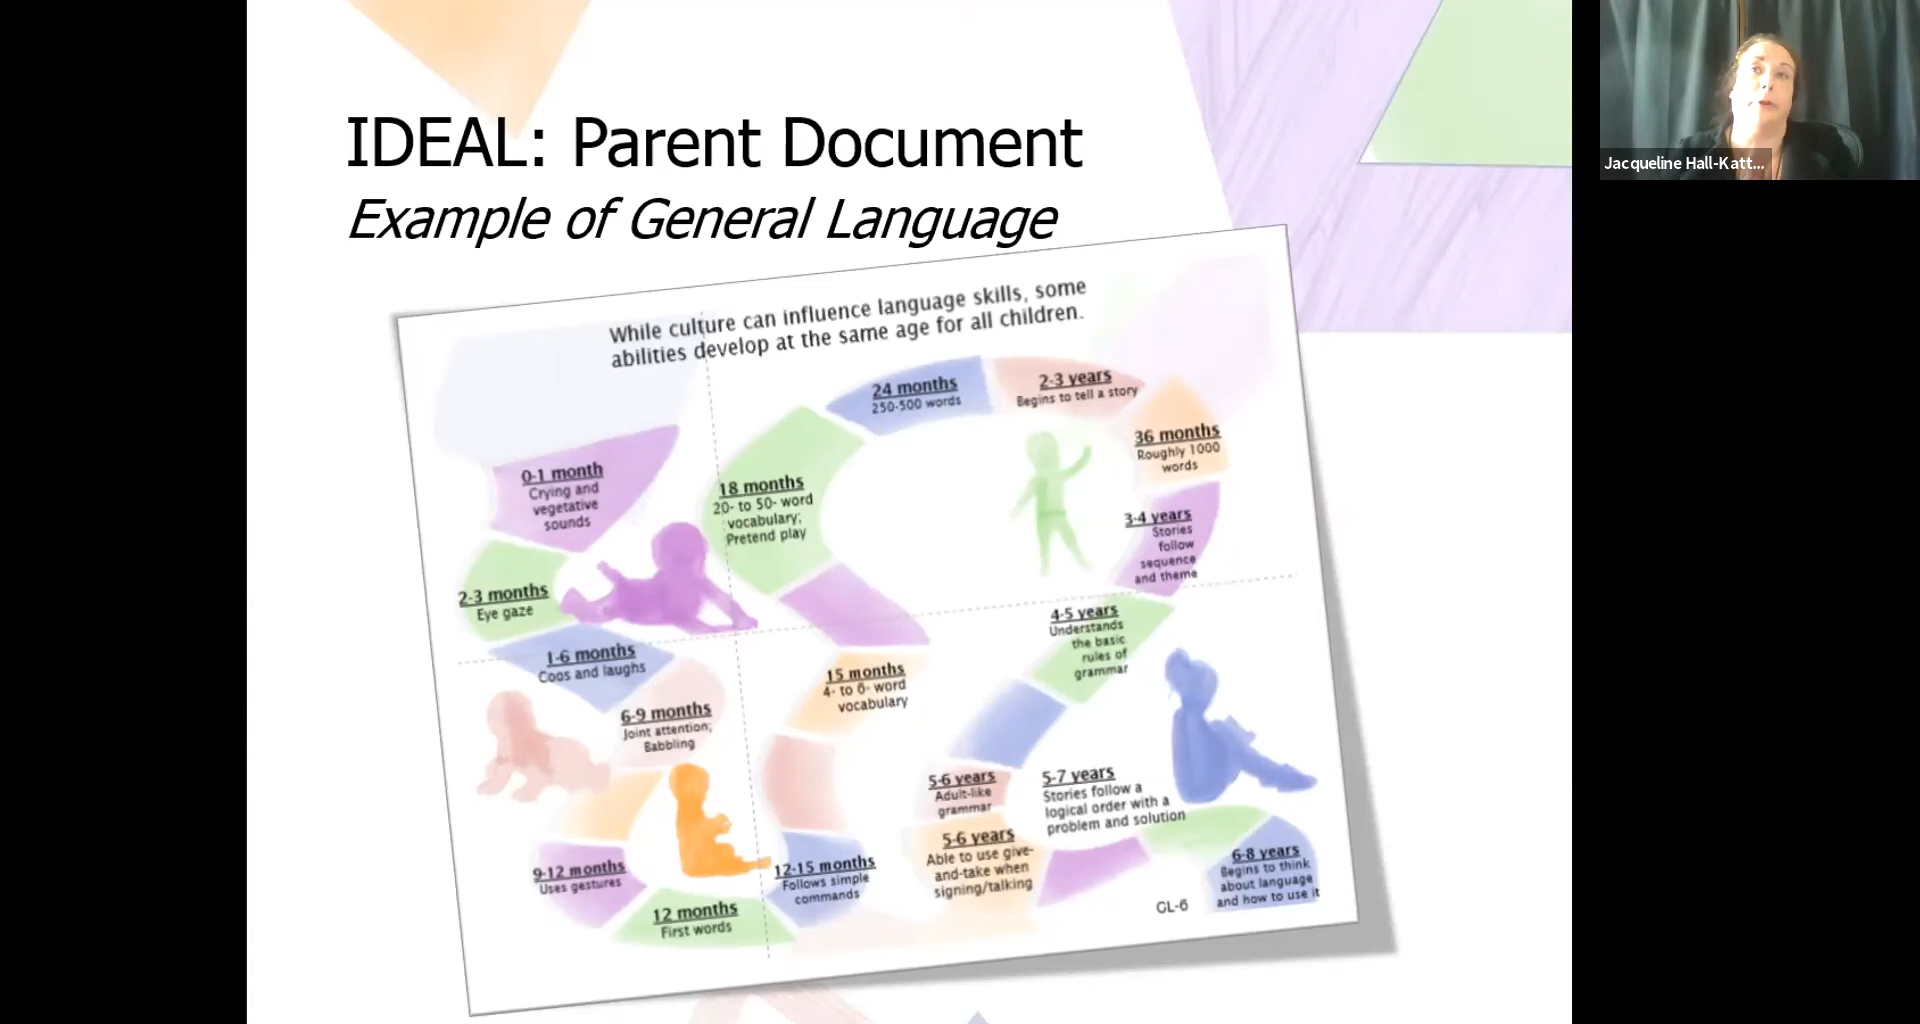 IDEAL: Parent Document
Example of General Language
While culture can influence language skills, some
abilities develop at the same age for all children.
0-1 month
Crying and
vegetative
sounds
2-3 months
Eye gaze
1-6 months
Coos and laughs
6-9 months
Joint attention;
Babbling
9-12 months
Uses gestures
12 months
First words
12-15 months
Follows simple
commands
15 months
4- to 6- word
vocabulary
18 months
20- to 50- word
vocabulary;
Pretend play
24 months
250-500 words
2-3 years
Begins to tell a story
36 months
Roughly 1000
words
3-4 years
Stories
follow
sequence
and theme
4-5 years
Understands
the basic
rules of
grammar
5-6 years
Adult-like
grammar
5-6 years
Able to use give-
and-take when
signing/talking
5-7 years
Stories follow a
logical order with a
problem and solution
6-8 years
Begins to think
about language
and how to use it
GL-6
Jacqueline Hall-Katt...